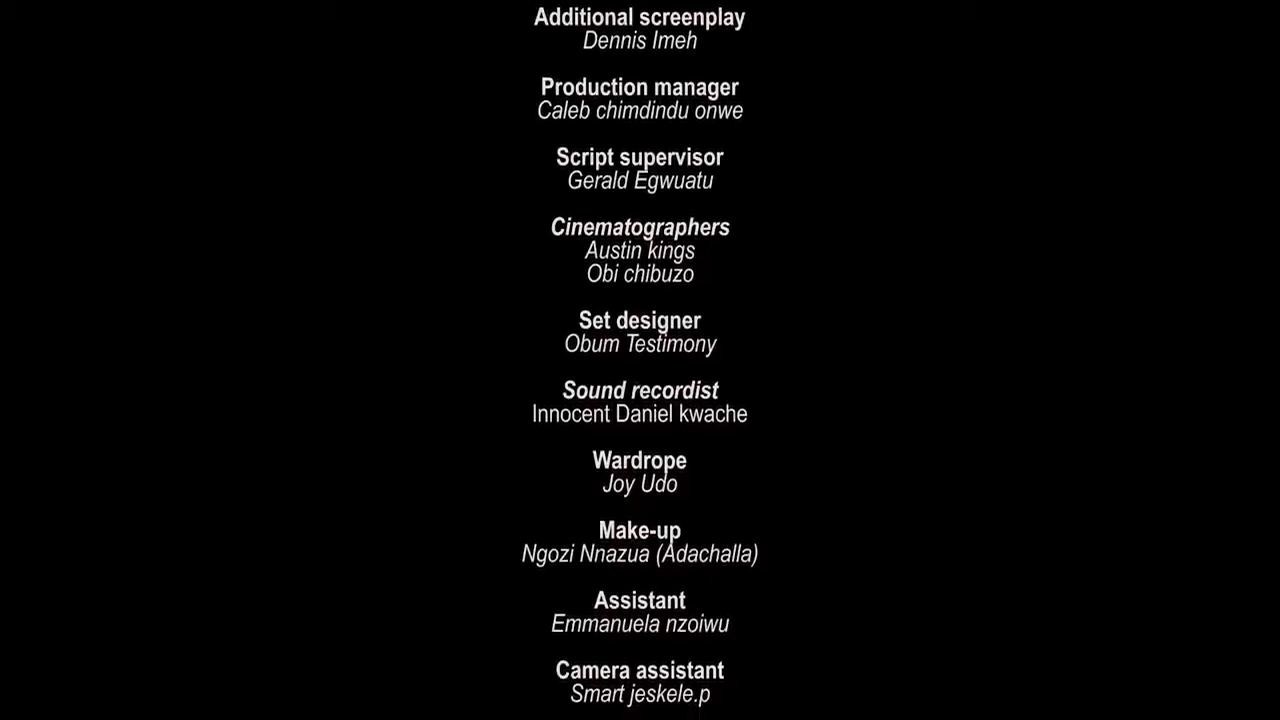 Additional screenplay
Dennis Imeh
Production manager
Caleb chimdindu onwe
Script supervisor
Gerald Egwuatu
Cinematographers
Austin kings
Obi chibuzo
Set designer
Obum Testimony
Sound recordist
Innocent Daniel kwache
Wardrope
Joy Udo
Make-up
Ngozi Nnazua (Adachalla)
Assistant
Emmanuela nzoiwu
Camera assistant
Smart jeskele.p